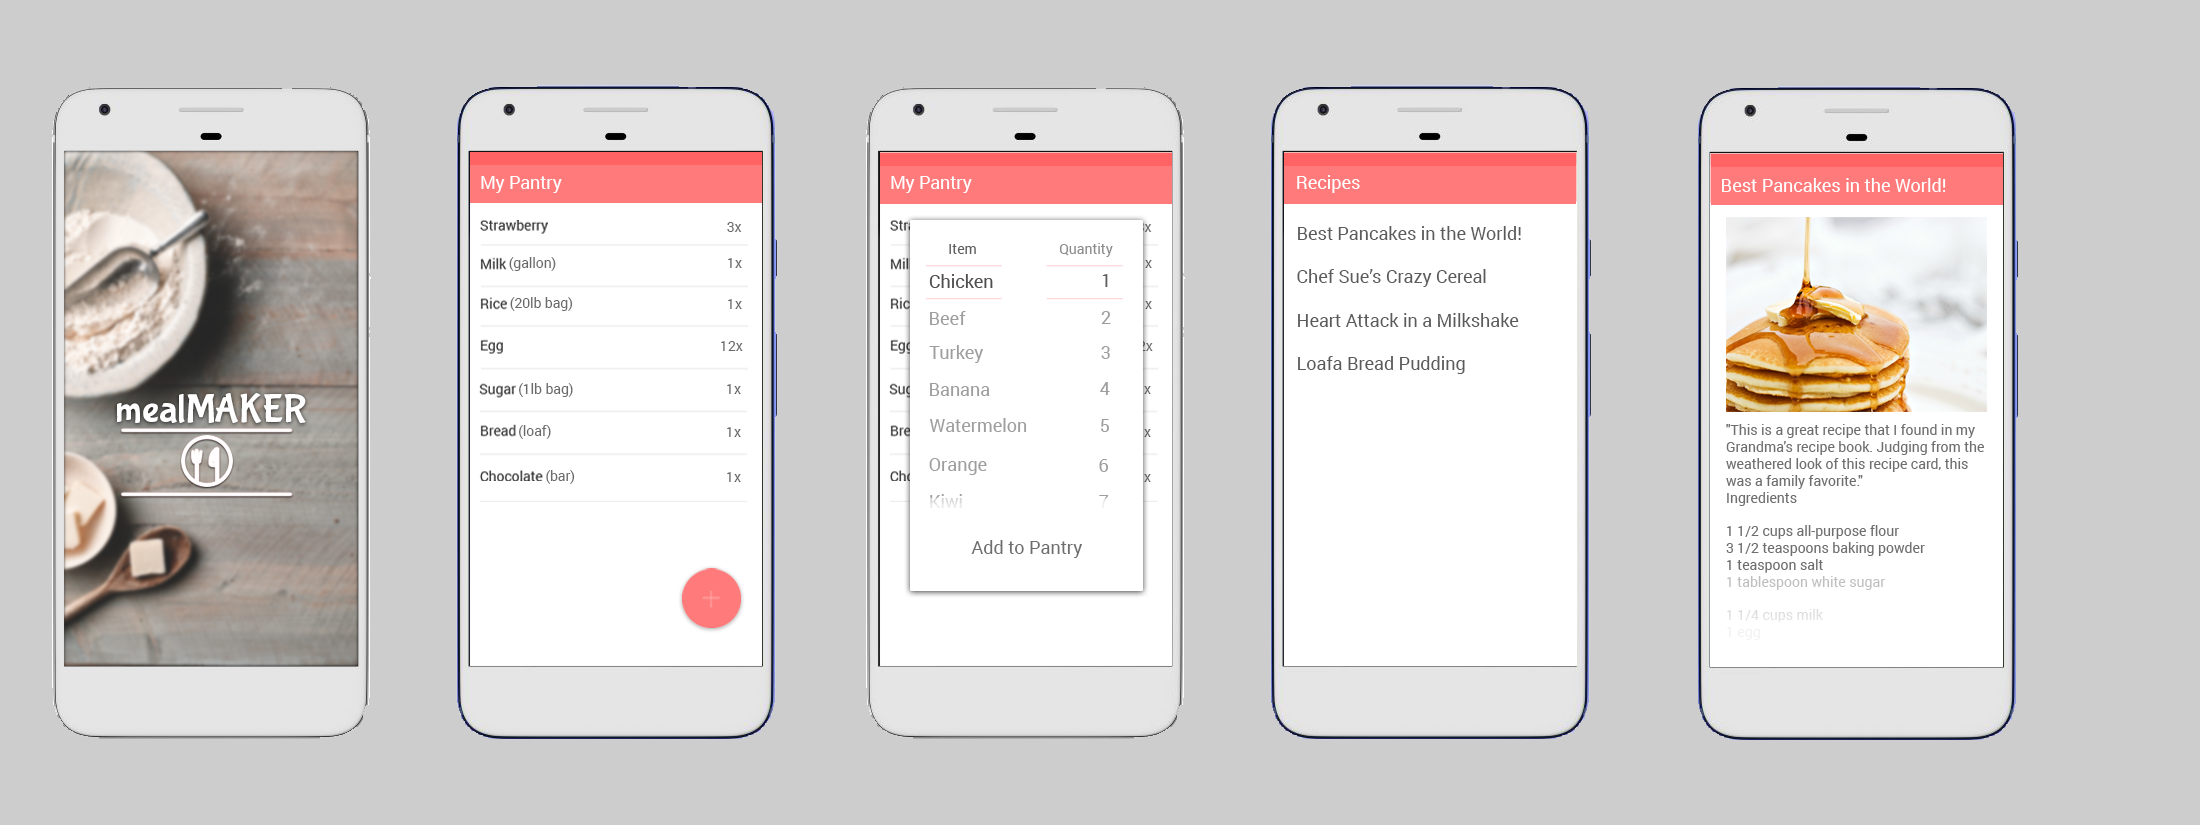 mealMAKER
My Pantry
Strawberry 3x
Milk (gallon) 1x
Rice (20lb bag) 1x
Egg 12x
Sugar (1lb bag) 1x
Bread (loaf) 1x
Chocolate (bar) 1x
+
My Pantry
Stra 3x
Mil x
Ric x
Egg 2x
Sug x
Bre x
Cho x
Item Quantity
Chicken 1
Beef 2
Turkey 3
Banana 4
Watermelon 5
Orange 6
Kiwi 7
Add to Pantry
Recipes
Best Pancakes in the World!
Chef Sue's Crazy Cereal
Heart Attack in a Milkshake
Loafa Bread Pudding
Best Pancakes in the World!
"This is a great recipe that I found in my
Grandma's recipe book. Judging from the
weathered look of this recipe card, this
was a family favorite."
Ingredients
1 1/2 cups all-purpose flour
3 1/2 teaspoons baking powder
1 teaspoon salt
1 tablespoon white sugar
1 1/4 cups milk
1 egg